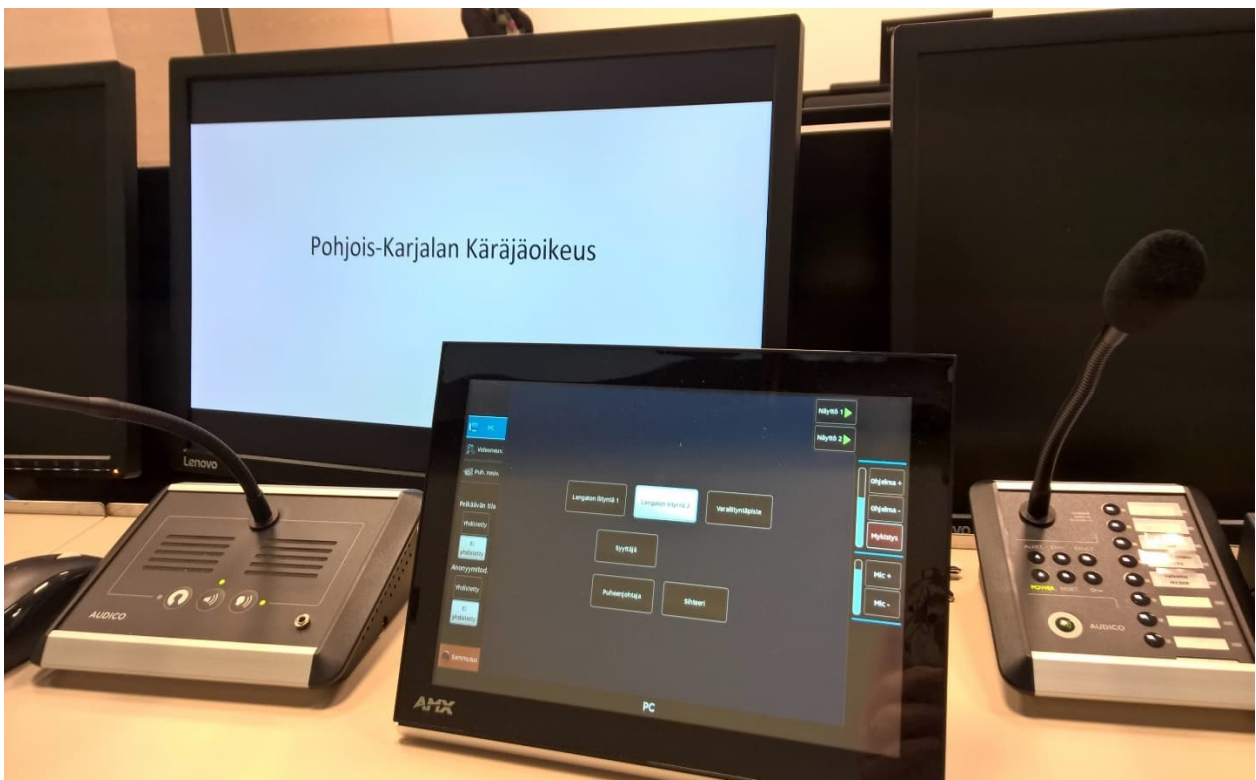 Pohjois-Karjalan Käräjäoikeus
Lenovo
AUDICO
PC
Videoneuv.
Puh. neuv.
Pelkäävän tila
Yhdistetty
Ei
yhdistetty
Anonyymitod.
Yhdistetty
Ei
yhdistetty
Sammutus
Näyttö 1
Näyttö 2
Langaton liityntä 1
Langaton liityntä 2
Varaliityntäpiste
Syyttäjä
Puheenjohtaja
Sihteeri
Ohjelma +
Ohjelma -
Mykistys
Mic +
Mic -
PC
AMX
POWER
RESET
AUDICO